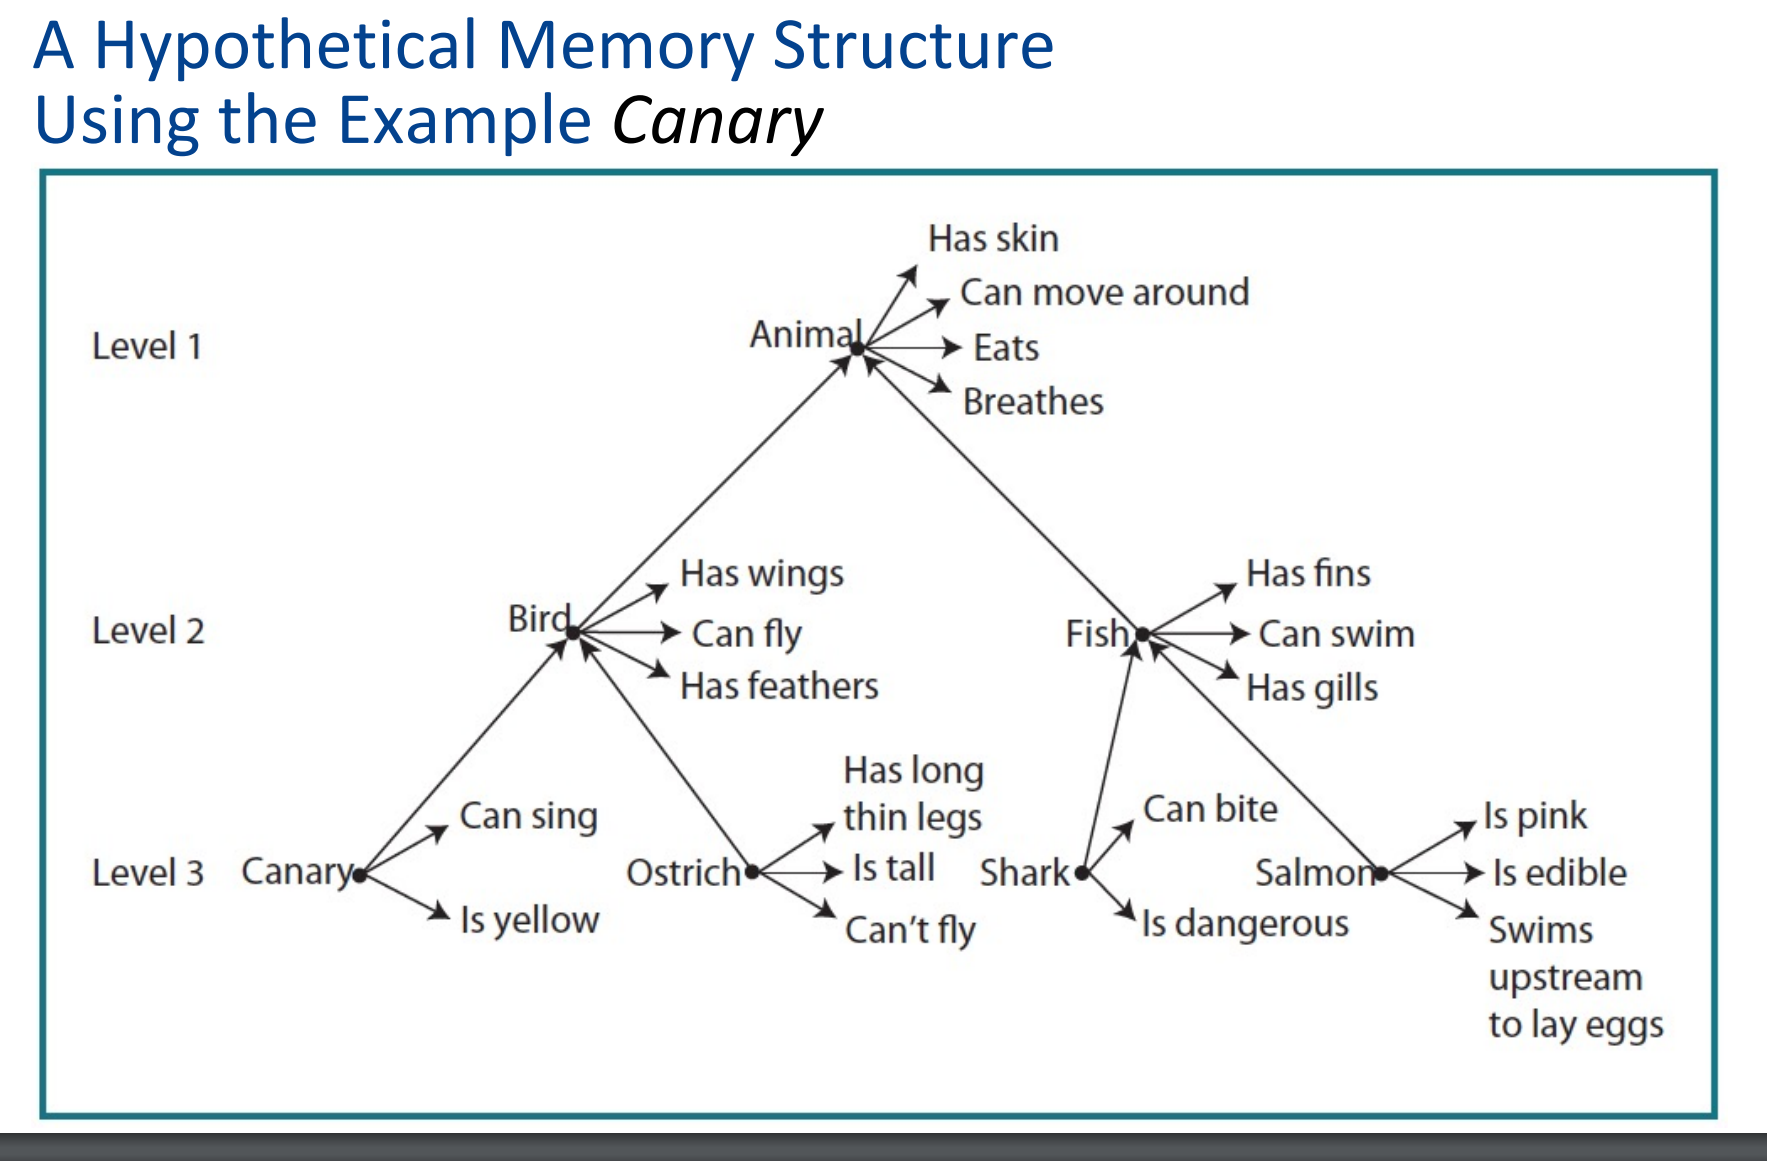 A Hypothetical Memory Structure
Using the Example Canary
Has skin
Can move around
Level 1
Animal
Eats
Breathes
Has wings
Has fins
Level 2
Bird
Can fly
Fish
Can swim
Has feathers
Has gills
Has long
thin legs
Can sing
Can bite
Is pink
Level 3
Canary
Ostrich
Is tall
Shark
Salmon
Is edible
Is yellow
Can't fly
Is dangerous
Swims
upstream
to lay eggs